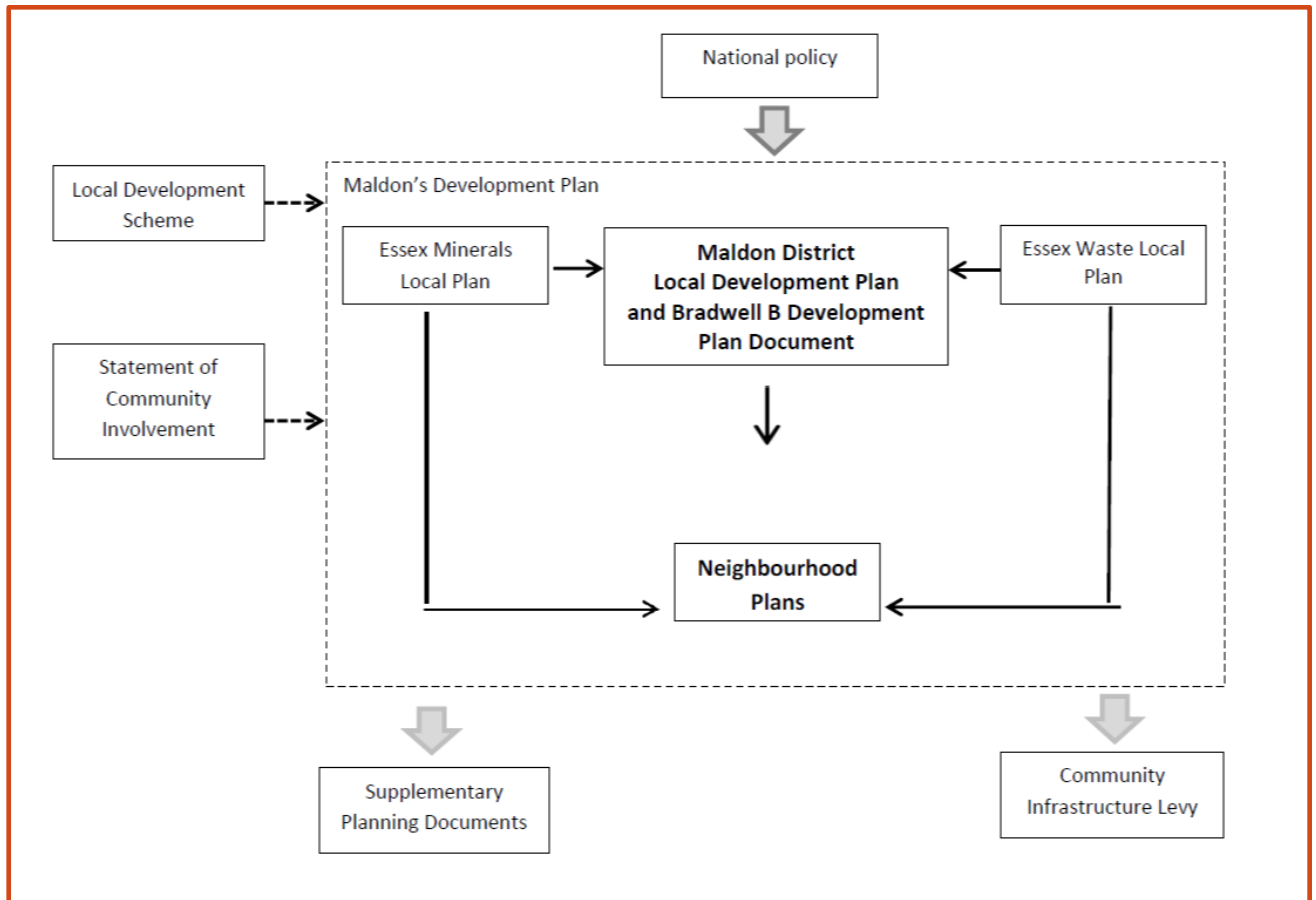 National policy
Local Development
Scheme
Maldon's Development Plan
Essex Minerals
Local Plan
Maldon District
Local Development Plan
and Bradwell B Development
Plan Document
Essex Waste Local
Plan
Statement of
Community
Involvement
Neighbourhood
Plans
Supplementary
Planning Documents
Community
Infrastructure Levy